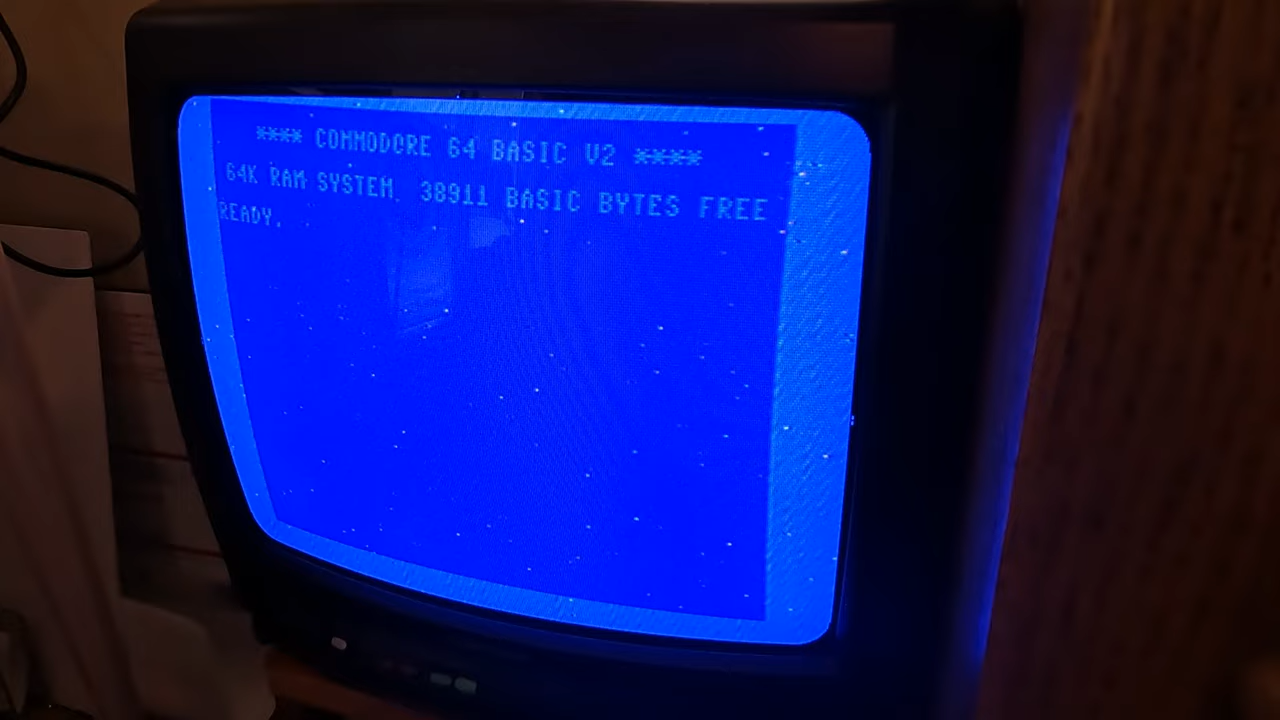 **** COMMODORE 64 BASIC V2 ****
64K RAM SYSTEM  38911 BASIC BYTES FREE
READY.